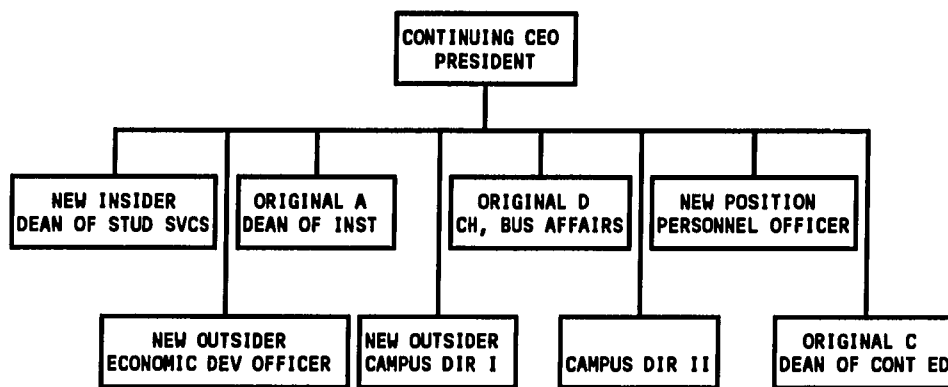 CONTINUING CEO
PRESIDENT
NEW INSIDER
DEAN OF STUD SVCS
ORIGINAL A
DEAN OF INST
ORIGINAL D
CH, BUS AFFAIRS
NEW POSITION
PERSONNEL OFFICER
NEW OUTSIDER
ECONOMIC DEV OFFICER
NEW OUTSIDER
CAMPUS DIR I
CAMPUS DIR II
ORIGINAL C
DEAN OF CONT ED